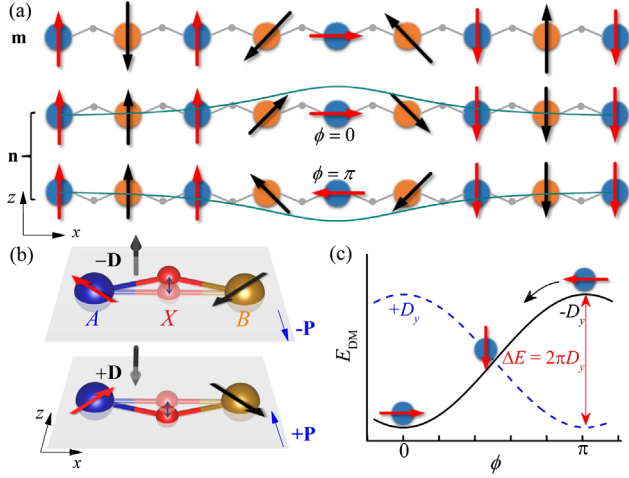 (a)
m
n
ϕ = 0
ϕ = π
z
x
(b)
−D
A
X
B
-P
+D
+P
z
x
(c)
+D_y
-D_y
ΔE = 2πD_y
E_DM
0
π
ϕ